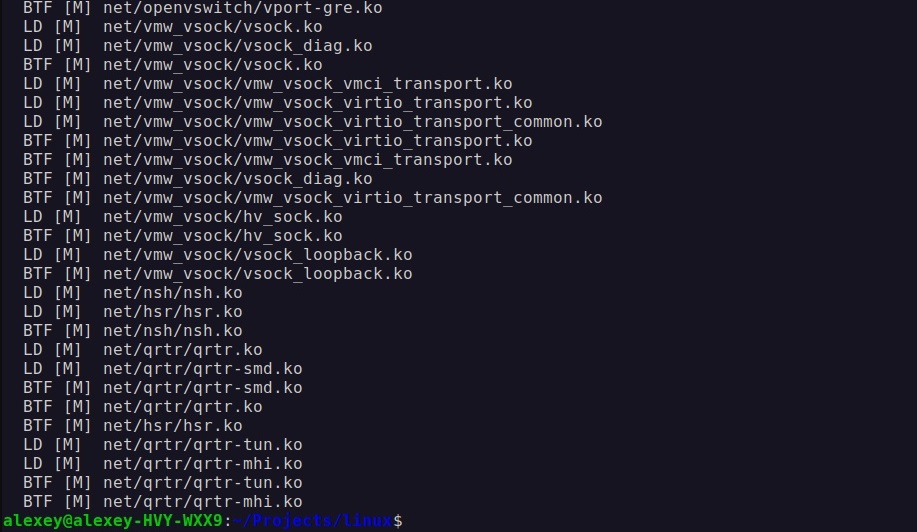 BTF [M] net/openvswitch/vport-gre.ko
LD [M]  net/vmw_vsock/vsock.ko
LD [M]  net/vmw_vsock/vsock_diag.ko
BTF [M] net/vmw_vsock/vsock.ko
LD [M]  net/vmw_vsock/vmw_vsock_vmci_transport.ko
LD [M]  net/vmw_vsock/vmw_vsock_virtio_transport.ko
LD [M]  net/vmw_vsock/vmw_vsock_virtio_transport_common.ko
BTF [M] net/vmw_vsock/vmw_vsock_virtio_transport.ko
BTF [M] net/vmw_vsock/vmw_vsock_vmci_transport.ko
BTF [M] net/vmw_vsock/vsock_diag.ko
BTF [M] net/vmw_vsock/vmw_vsock_virtio_transport_common.ko
LD [M]  net/vmw_vsock/hv_sock.ko
BTF [M] net/vmw_vsock/hv_sock.ko
LD [M]  net/vmw_vsock/vsock_loopback.ko
BTF [M] net/vmw_vsock/vsock_loopback.ko
LD [M]  net/nsh/nsh.ko
LD [M]  net/hsr/hsr.ko
BTF [M] net/nsh/nsh.ko
LD [M]  net/qrtr/qrtr.ko
LD [M]  net/qrtr/qrtr-smd.ko
BTF [M] net/qrtr/qrtr-smd.ko
BTF [M] net/qrtr/qrtr.ko
BTF [M] net/hsr/hsr.ko
LD [M]  net/qrtr/qrtr-tun.ko
LD [M]  net/qrtr/qrtr-mhi.ko
BTF [M] net/qrtr/qrtr-tun.ko
BTF [M] net/qrtr/qrtr-mhi.ko
alexey@alexey-HVY-WXX9:~/Projects/linux$